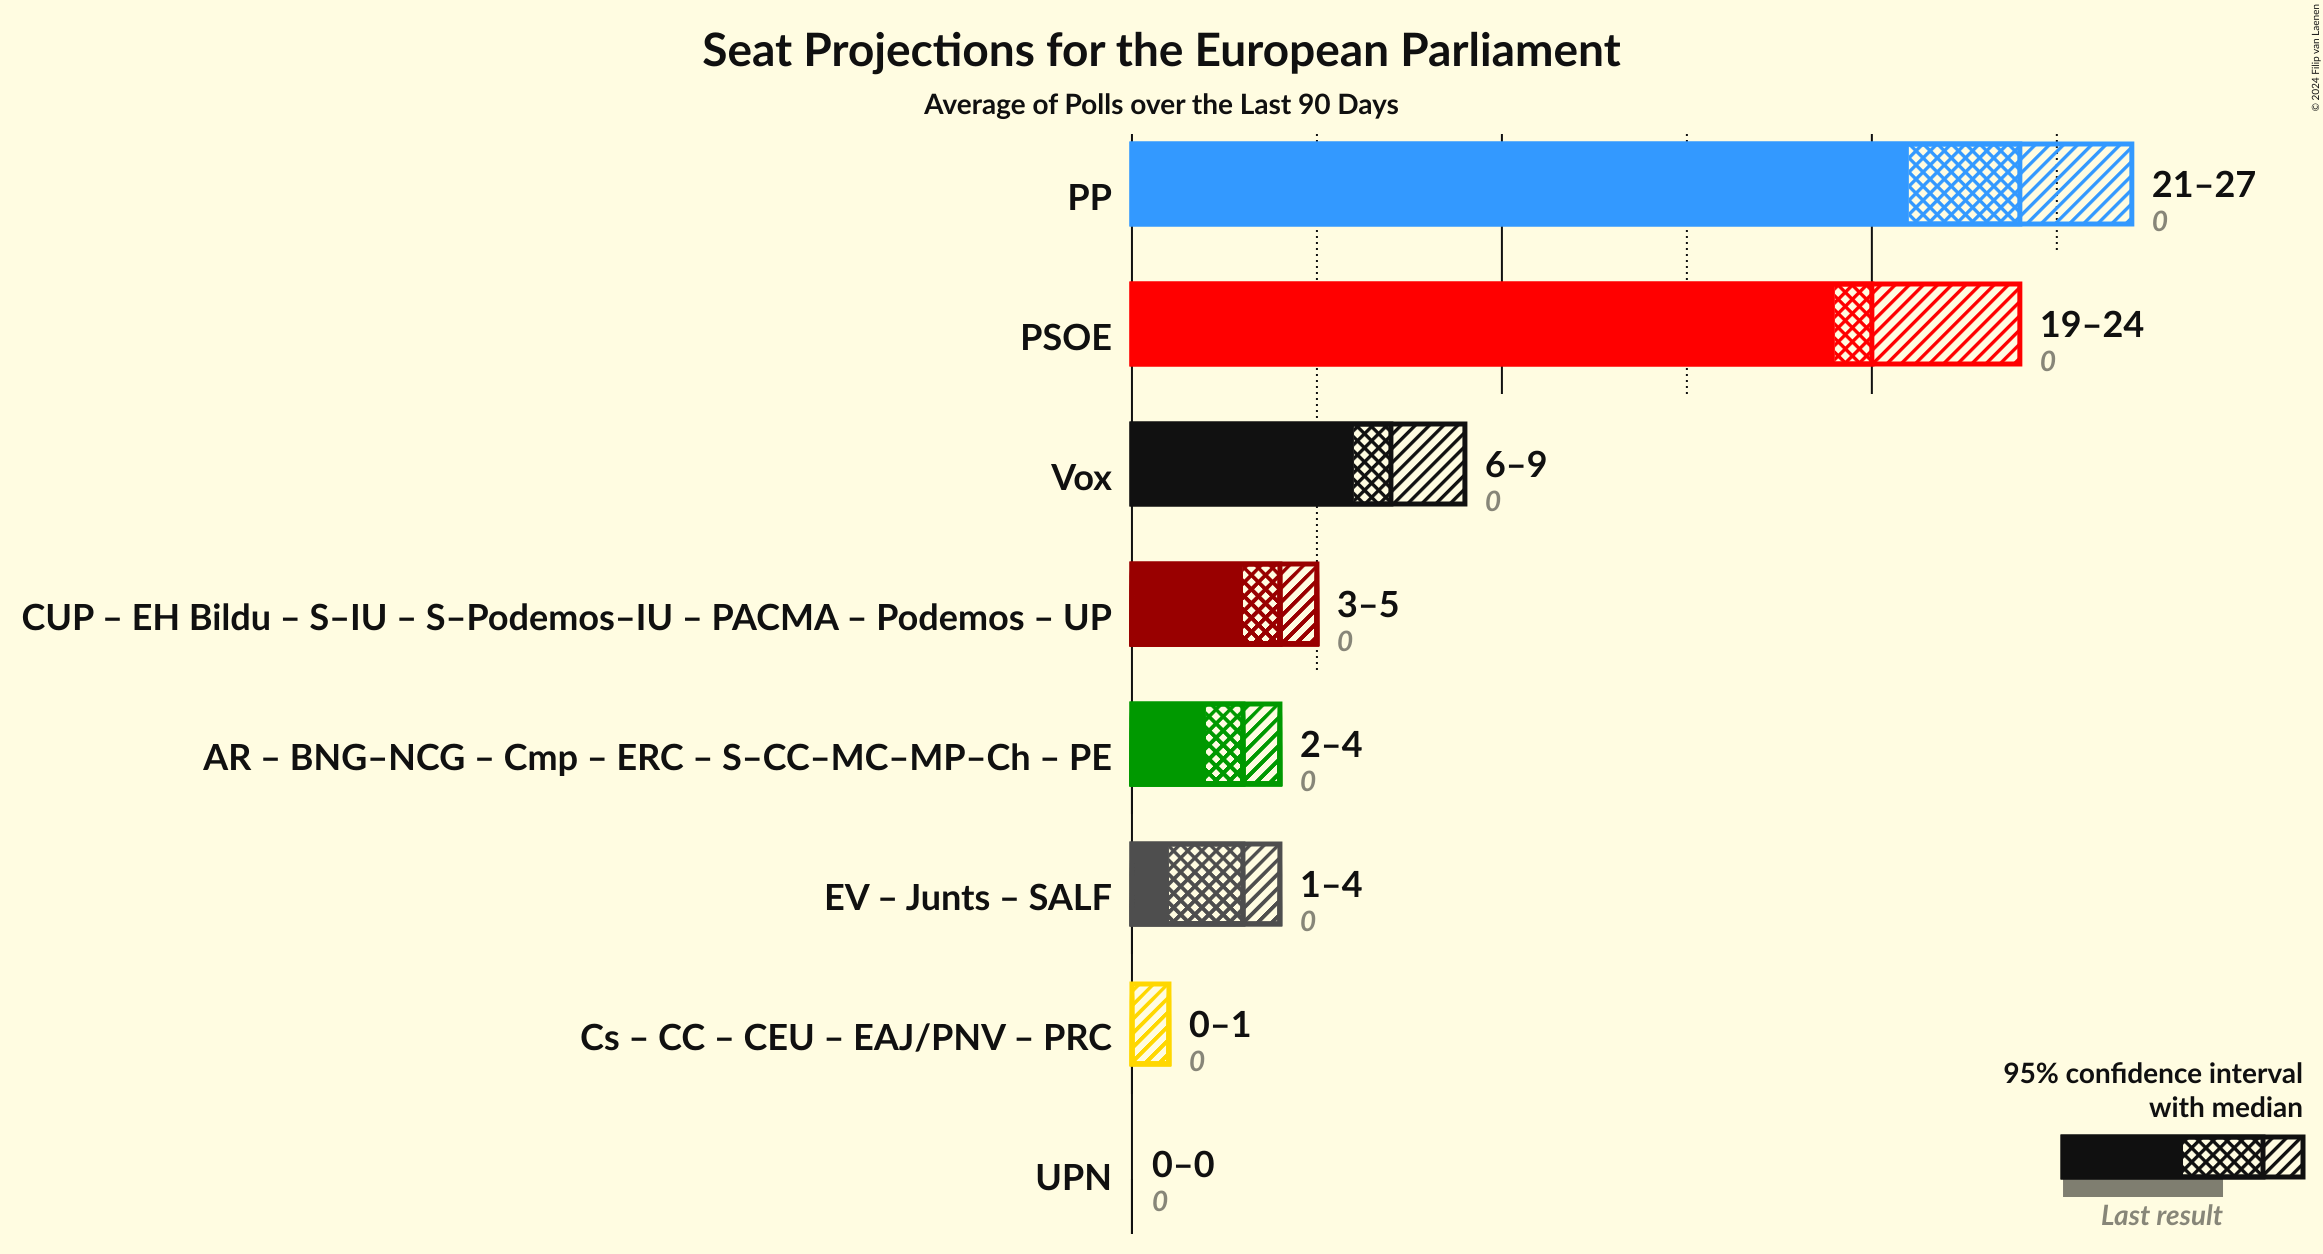 Seat Projections for the European Parliament
Average of Polls over the Last 90 Days
© 2024 Filip van Laenen
PP
21–27
0
PSOE
19–24
0
Vox
6–9
0
CUP – EH Bildu – S–IU – S–Podemos–IU – PACMA – Podemos – UP
3–5
0
AR – BNG–NCG – Cmp – ERC – S–CC–MC–MP–Ch – PE
2–4
0
EV – Junts – SALF
1–4
0
Cs – CC – CEU – EAJ/PNV – PRC
0–1
0
UPN
0–0
0
95% confidence interval
with median
Last result